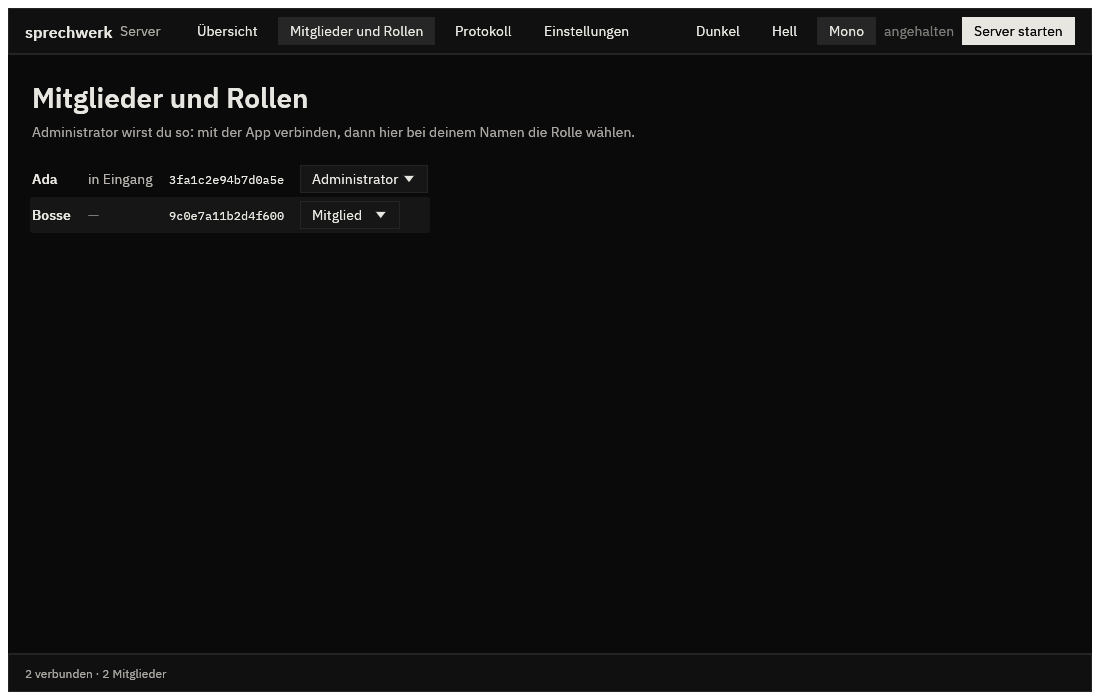 sprechwerk Server Übersicht Mitglieder und Rollen Protokoll Einstellungen Dunkel Hell Mono angehalten Server starten
Mitglieder und Rollen
Administrator wirst du so: mit der App verbinden, dann hier bei deinem Namen die Rolle wählen.
Ada in Eingang 3fa1c2e94b7d0a5e Administrator
Bosse — 9c0e7a11b2d4f600 Mitglied
2 verbunden · 2 Mitglieder